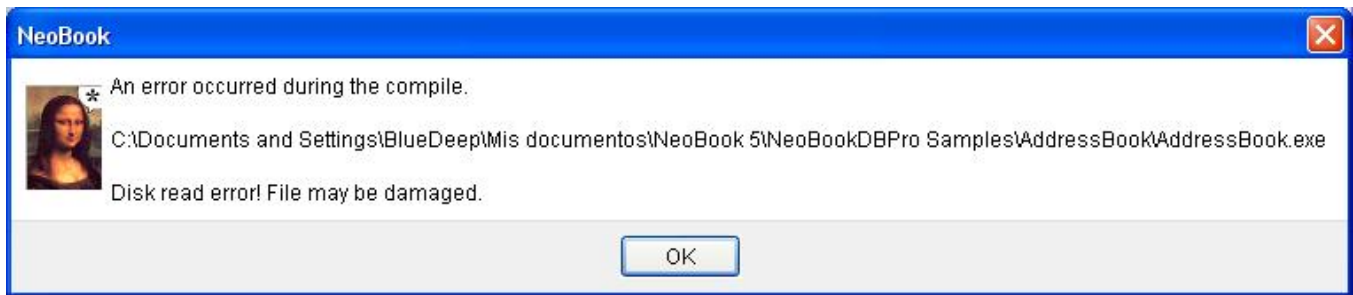 NeoBook
An error occurred during the compile.
C:\Documents and Settings\BlueDeep\Mis documentos\NeoBook 5\NeoBookDBPro Samples\AddressBook\AddressBook.exe
Disk read error! File may be damaged.
OK